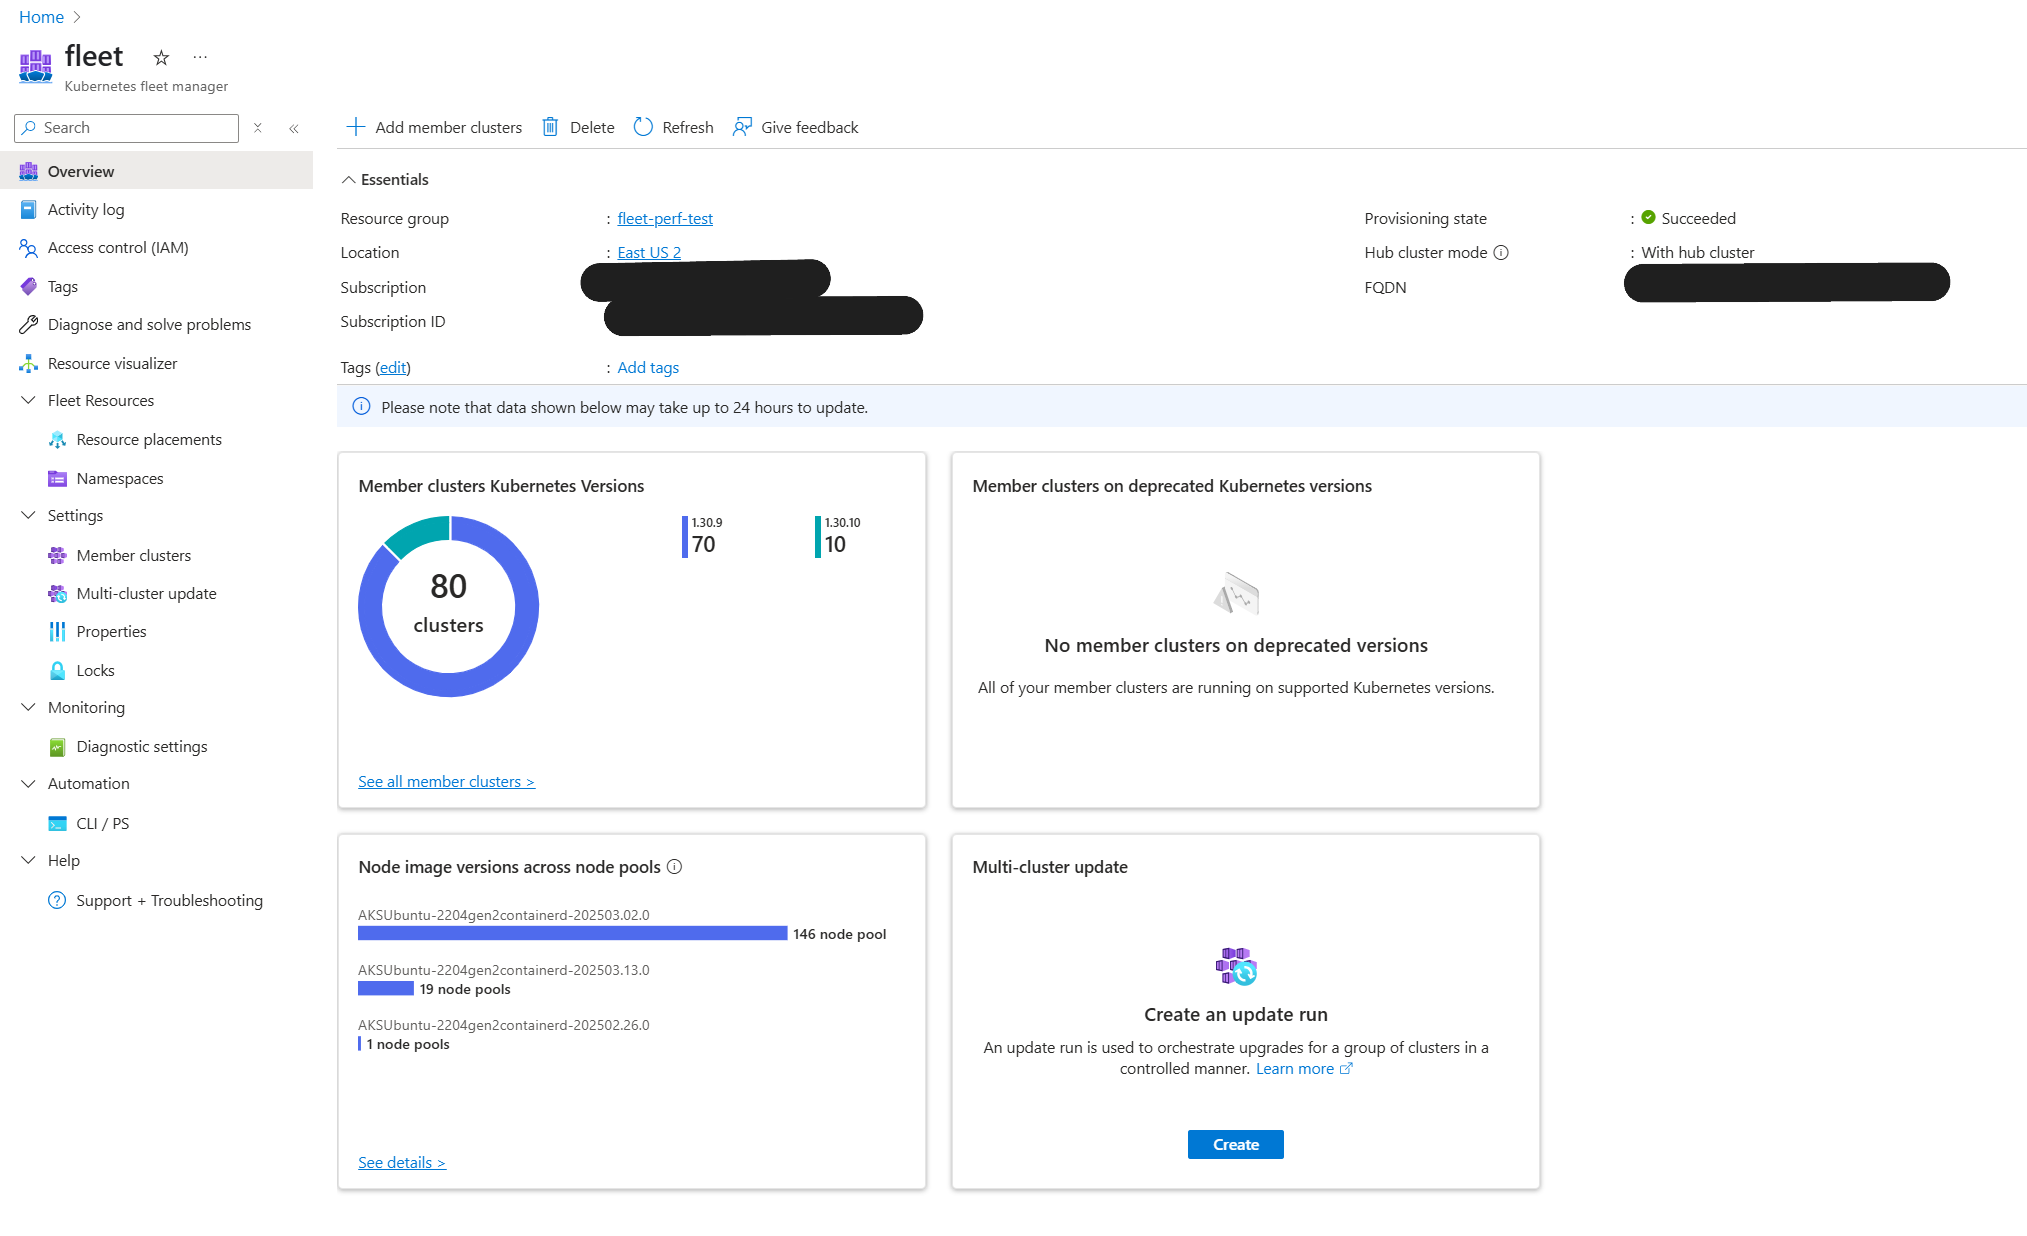 Home
fleet
Kubernetes fleet manager
Search
Add member clusters
Delete
Refresh
Give feedback
Overview
Activity log
Access control (IAM)
Tags
Diagnose and solve problems
Resource visualizer
Fleet Resources
Resource placements
Namespaces
Settings
Member clusters
Multi-cluster update
Properties
Locks
Monitoring
Diagnostic settings
Automation
CLI / PS
Help
Support + Troubleshooting
Essentials
Resource group : fleet-perf-test
Location : East US 2
Subscription
Subscription ID
Tags (edit) : Add tags
Provisioning state : Succeeded
Hub cluster mode : With hub cluster
FQDN
Please note that data shown below may take up to 24 hours to update.
Member clusters Kubernetes Versions
80
clusters
1.30.9
70
1.30.10
10
See all member clusters >
Member clusters on deprecated Kubernetes versions
No member clusters on deprecated versions
All of your member clusters are running on supported Kubernetes versions.
Node image versions across node pools
AKSUbuntu-2204gen2containerd-202503.02.0
146 node pool
AKSUbuntu-2204gen2containerd-202503.13.0
19 node pools
AKSUbuntu-2204gen2containerd-202502.26.0
1 node pools
See details >
Multi-cluster update
Create an update run
An update run is used to orchestrate upgrades for a group of clusters in a
controlled manner. Learn more
Create